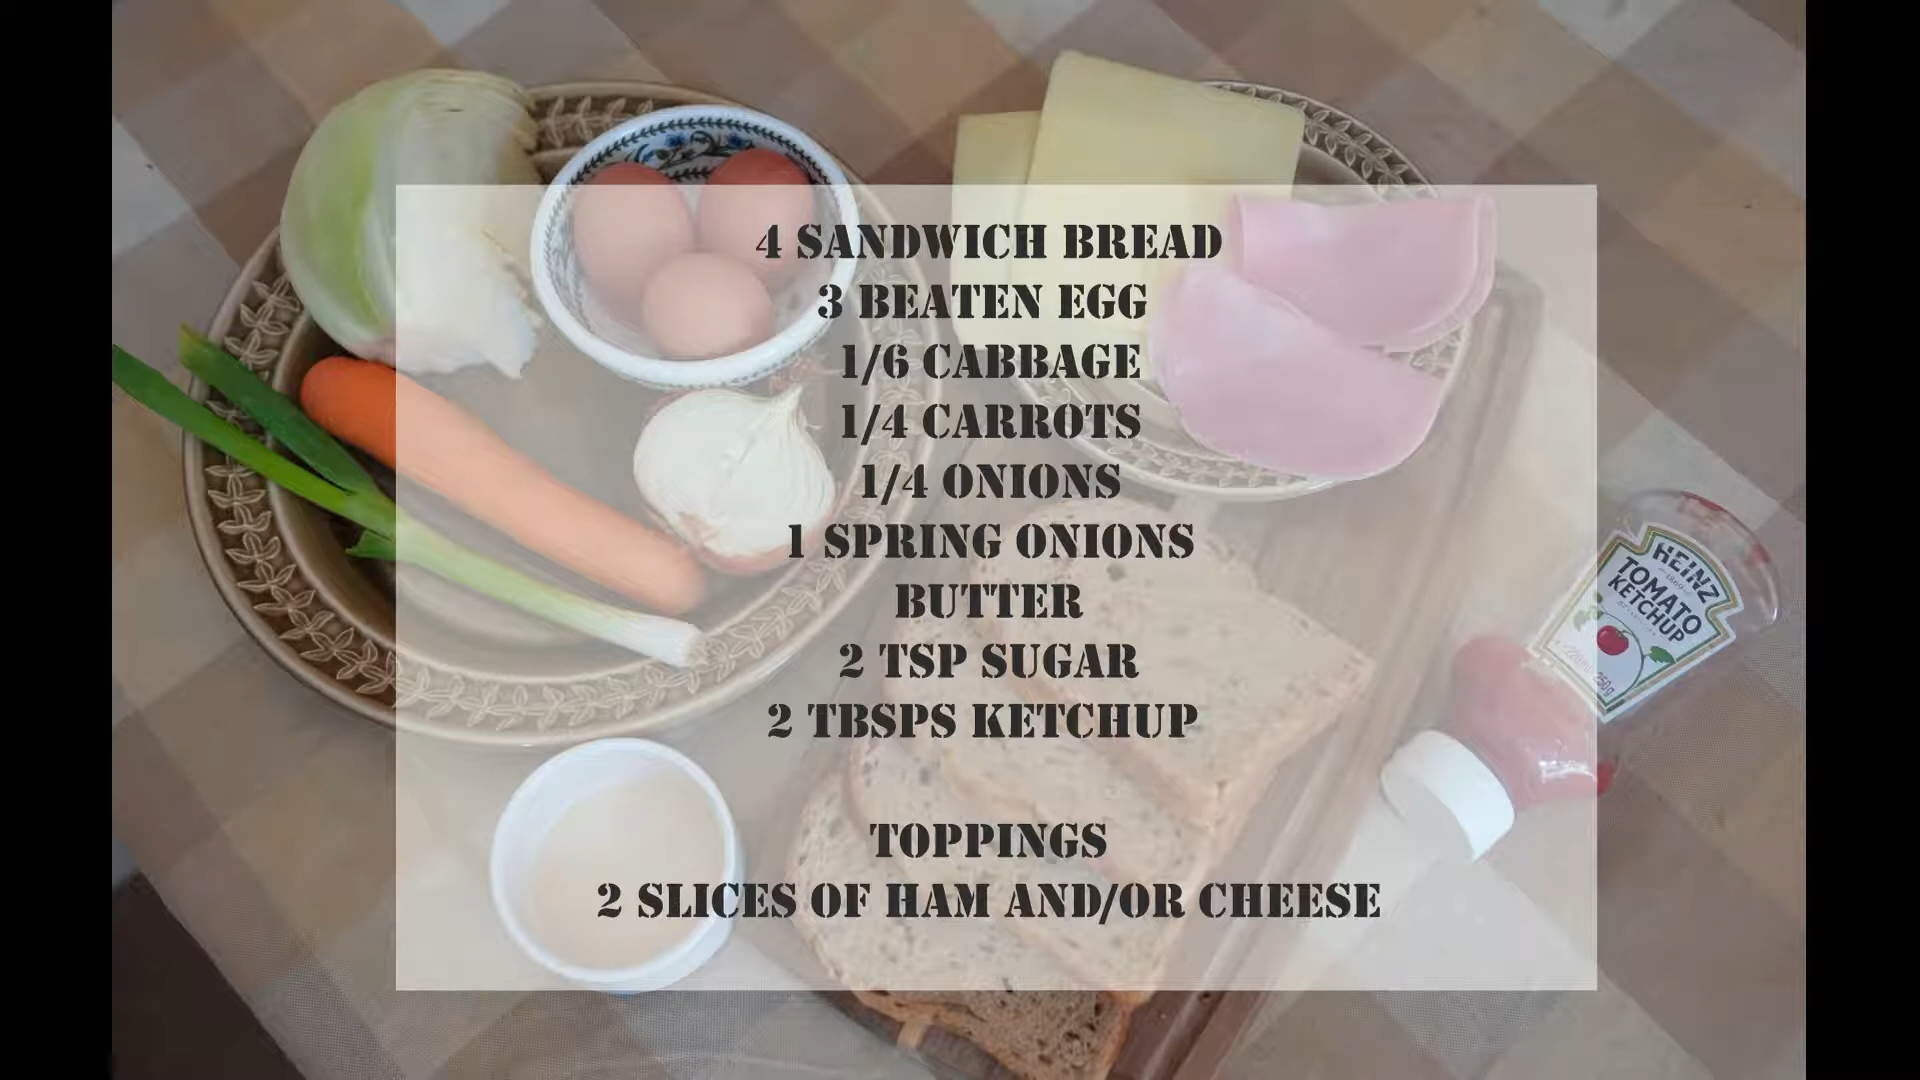 4 SANDWICH BREAD
3 BEATEN EGG
1/6 CABBAGE
1/4 CARROTS
1/4 ONIONS
1 SPRING ONIONS
BUTTER
2 TSP SUGAR
2 TBSPS KETCHUP
TOPPINGS
2 SLICES OF HAM AND/OR CHEESE
HEINZ
TOMATO
KETCHUP